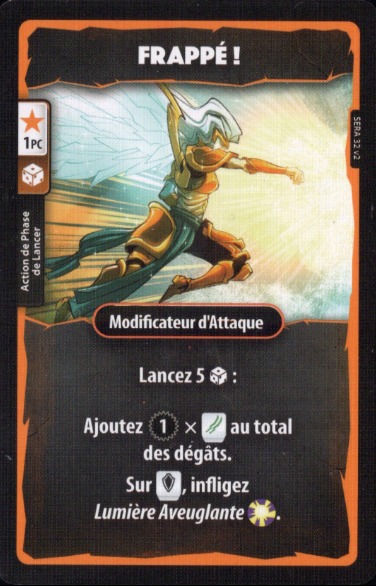 FRAPPÉ !
1PC
Action de Phase
de Lancer
SERA 32 v2
Modificateur d'Attaque
Lancez 5 :
Ajoutez 1 × au total
des dégâts.
Sur , infligez
Lumière Aveuglante .